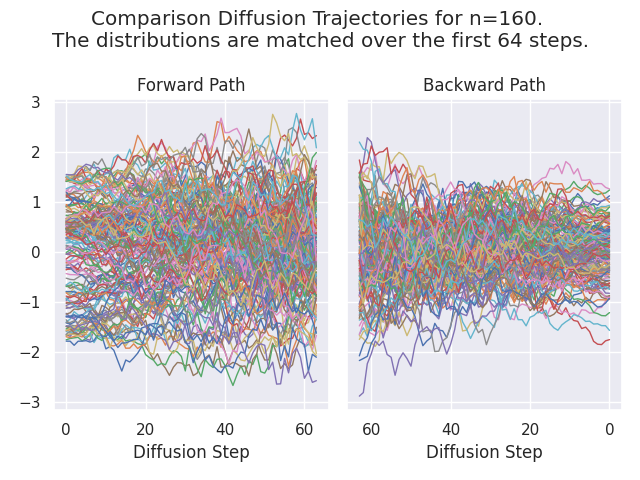 Comparison Diffusion Trajectories for n=160.
The distributions are matched over the first 64 steps.
Forward Path
Backward Path
3
2
1
0
−1
−2
−3
0 20 40 60
60 40 20 0
Diffusion Step
Diffusion Step